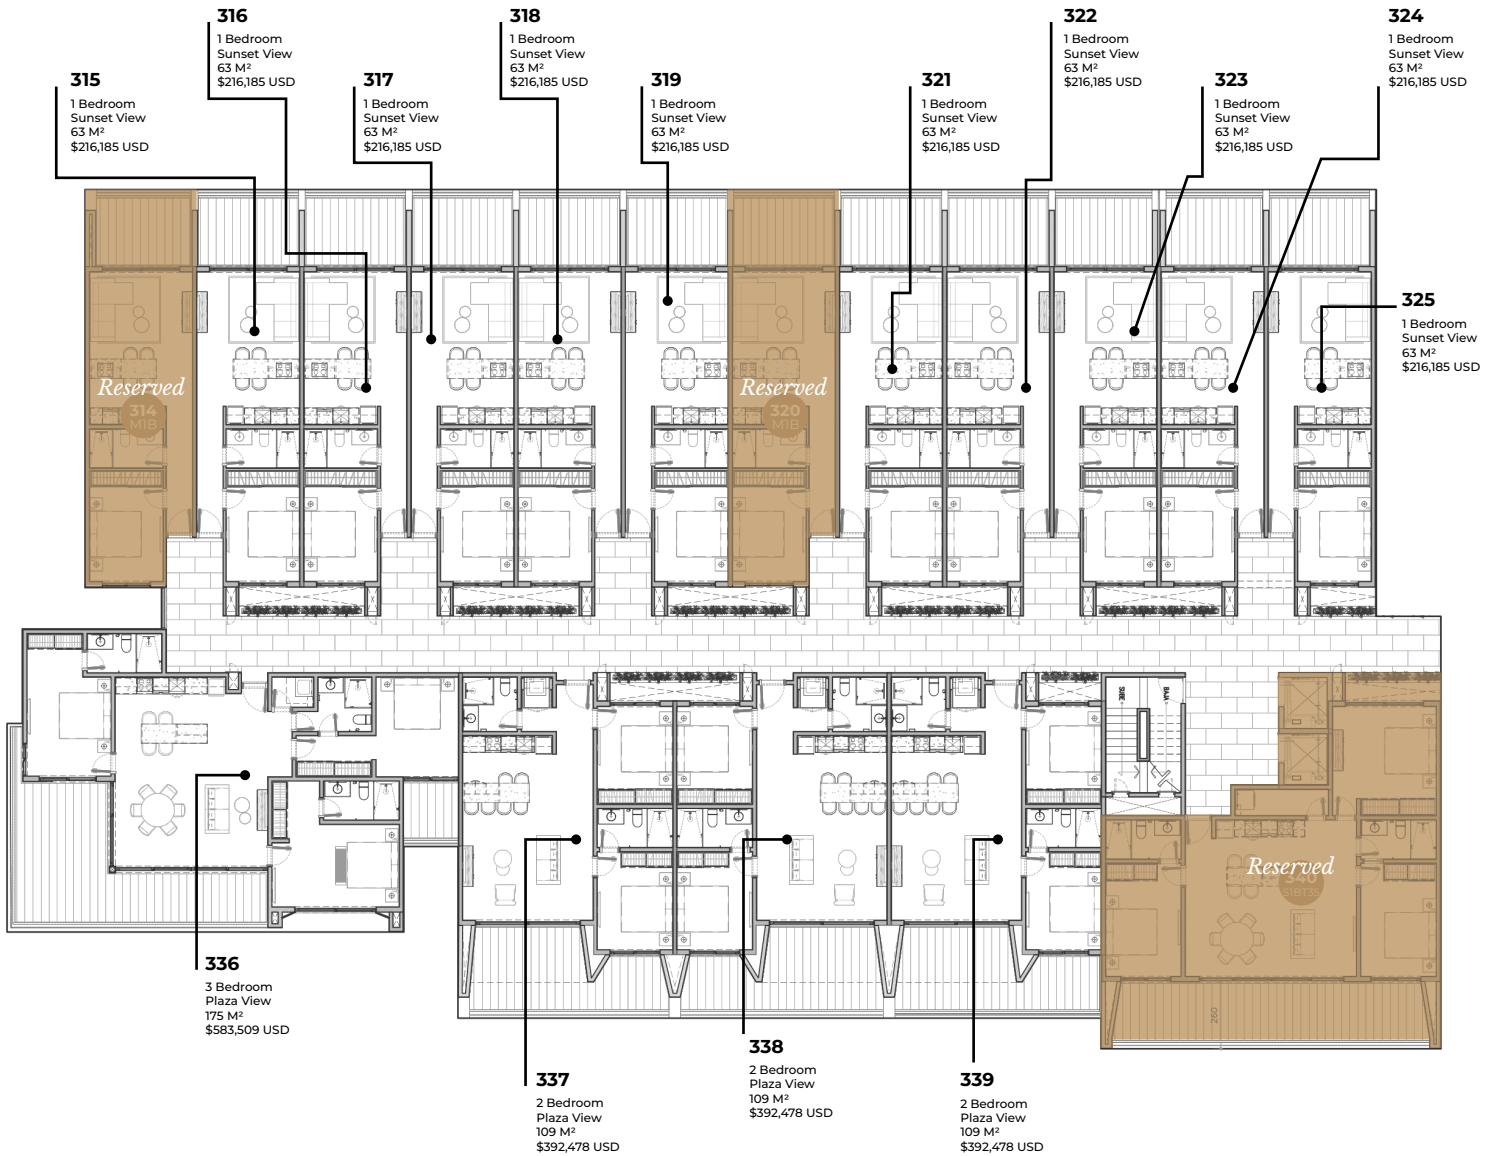 316
1 Bedroom
Sunset View
63 M²
$216,185 USD
318
1 Bedroom
Sunset View
63 M²
$216,185 USD
322
1 Bedroom
Sunset View
63 M²
$216,185 USD
324
1 Bedroom
Sunset View
63 M²
$216,185 USD
315
1 Bedroom
Sunset View
63 M²
$216,185 USD
317
1 Bedroom
Sunset View
63 M²
$216,185 USD
319
1 Bedroom
Sunset View
63 M²
$216,185 USD
321
1 Bedroom
Sunset View
63 M²
$216,185 USD
323
1 Bedroom
Sunset View
63 M²
$216,185 USD
325
1 Bedroom
Sunset View
63 M²
$216,185 USD
Reserved
314
M1B
Reserved
320
M1B
SUBE
BAJA
Reserved
340
260
336
3 Bedroom
Plaza View
175 M²
$583,509 USD
337
2 Bedroom
Plaza View
109 M²
$392,478 USD
338
2 Bedroom
Plaza View
109 M²
$392,478 USD
339
2 Bedroom
Plaza View
109 M²
$392,478 USD